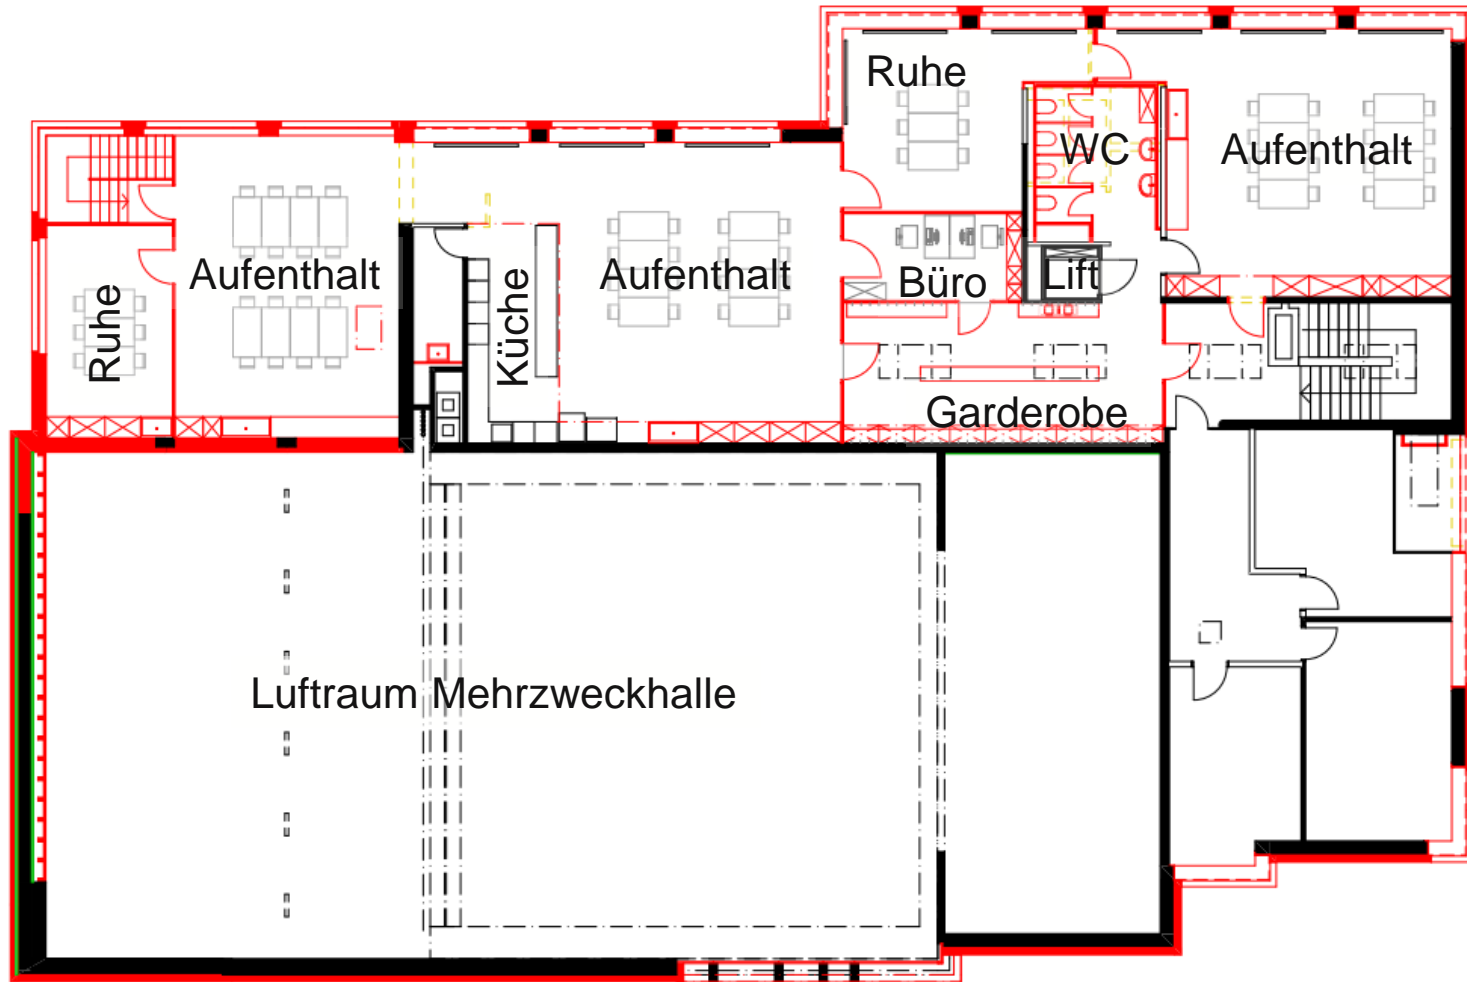 Ruhe
WC
Aufenthalt
Aufenthalt
Aufenthalt
Büro
Lift
Ruhe
Küche
Garderobe
Luftraum Mehrzweckhalle